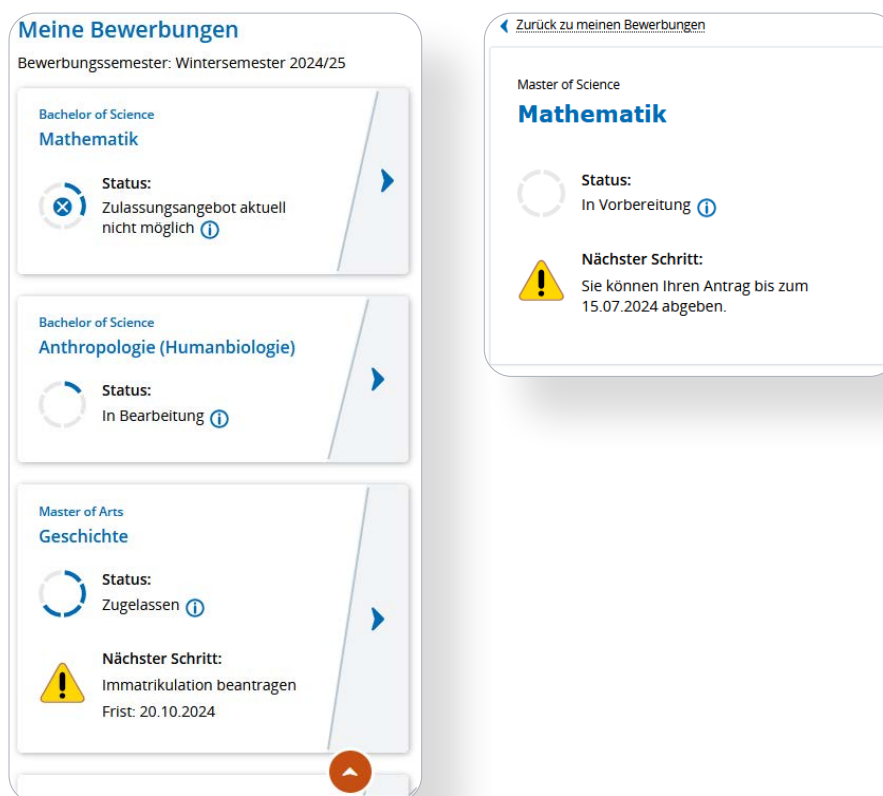 Meine Bewerbungen
Bewerbungssemester: Wintersemester 2024/25
Bachelor of Science
Mathematik
Status:
Zulassungsangebot aktuell
nicht möglich
Bachelor of Science
Anthropologie (Humanbiologie)
Status:
In Bearbeitung
Master of Arts
Geschichte
Status:
Zugelassen
Nächster Schritt:
Immatrikulation beantragen
Frist: 20.10.2024
Zurück zu meinen Bewerbungen
Master of Science
Mathematik
Status:
In Vorbereitung
Nächster Schritt:
Sie können Ihren Antrag bis zum
15.07.2024 abgeben.